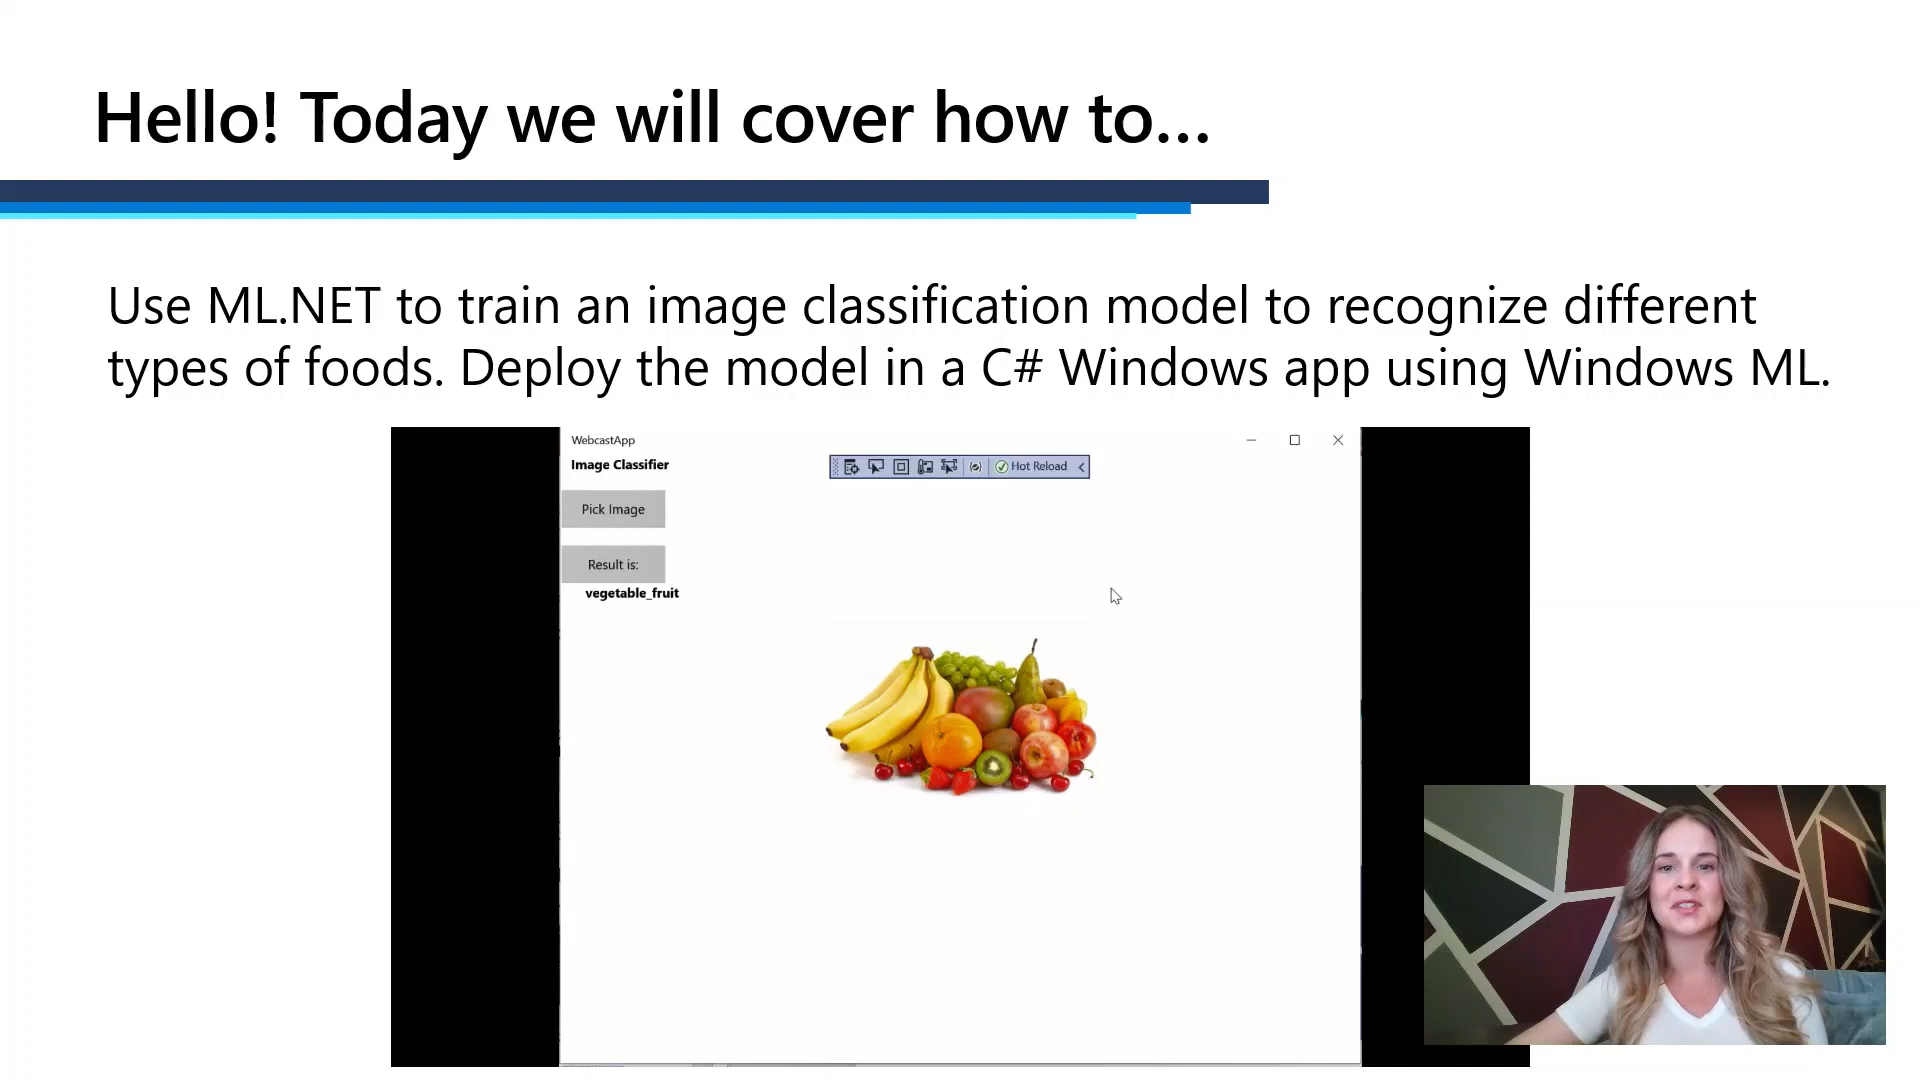 Hello! Today we will cover how to...
Use ML.NET to train an image classification model to recognize different
types of foods. Deploy the model in a C# Windows app using Windows ML.
WebcastApp
Image Classifier
Hot Reload
Pick Image
Result is:
vegetable_fruit